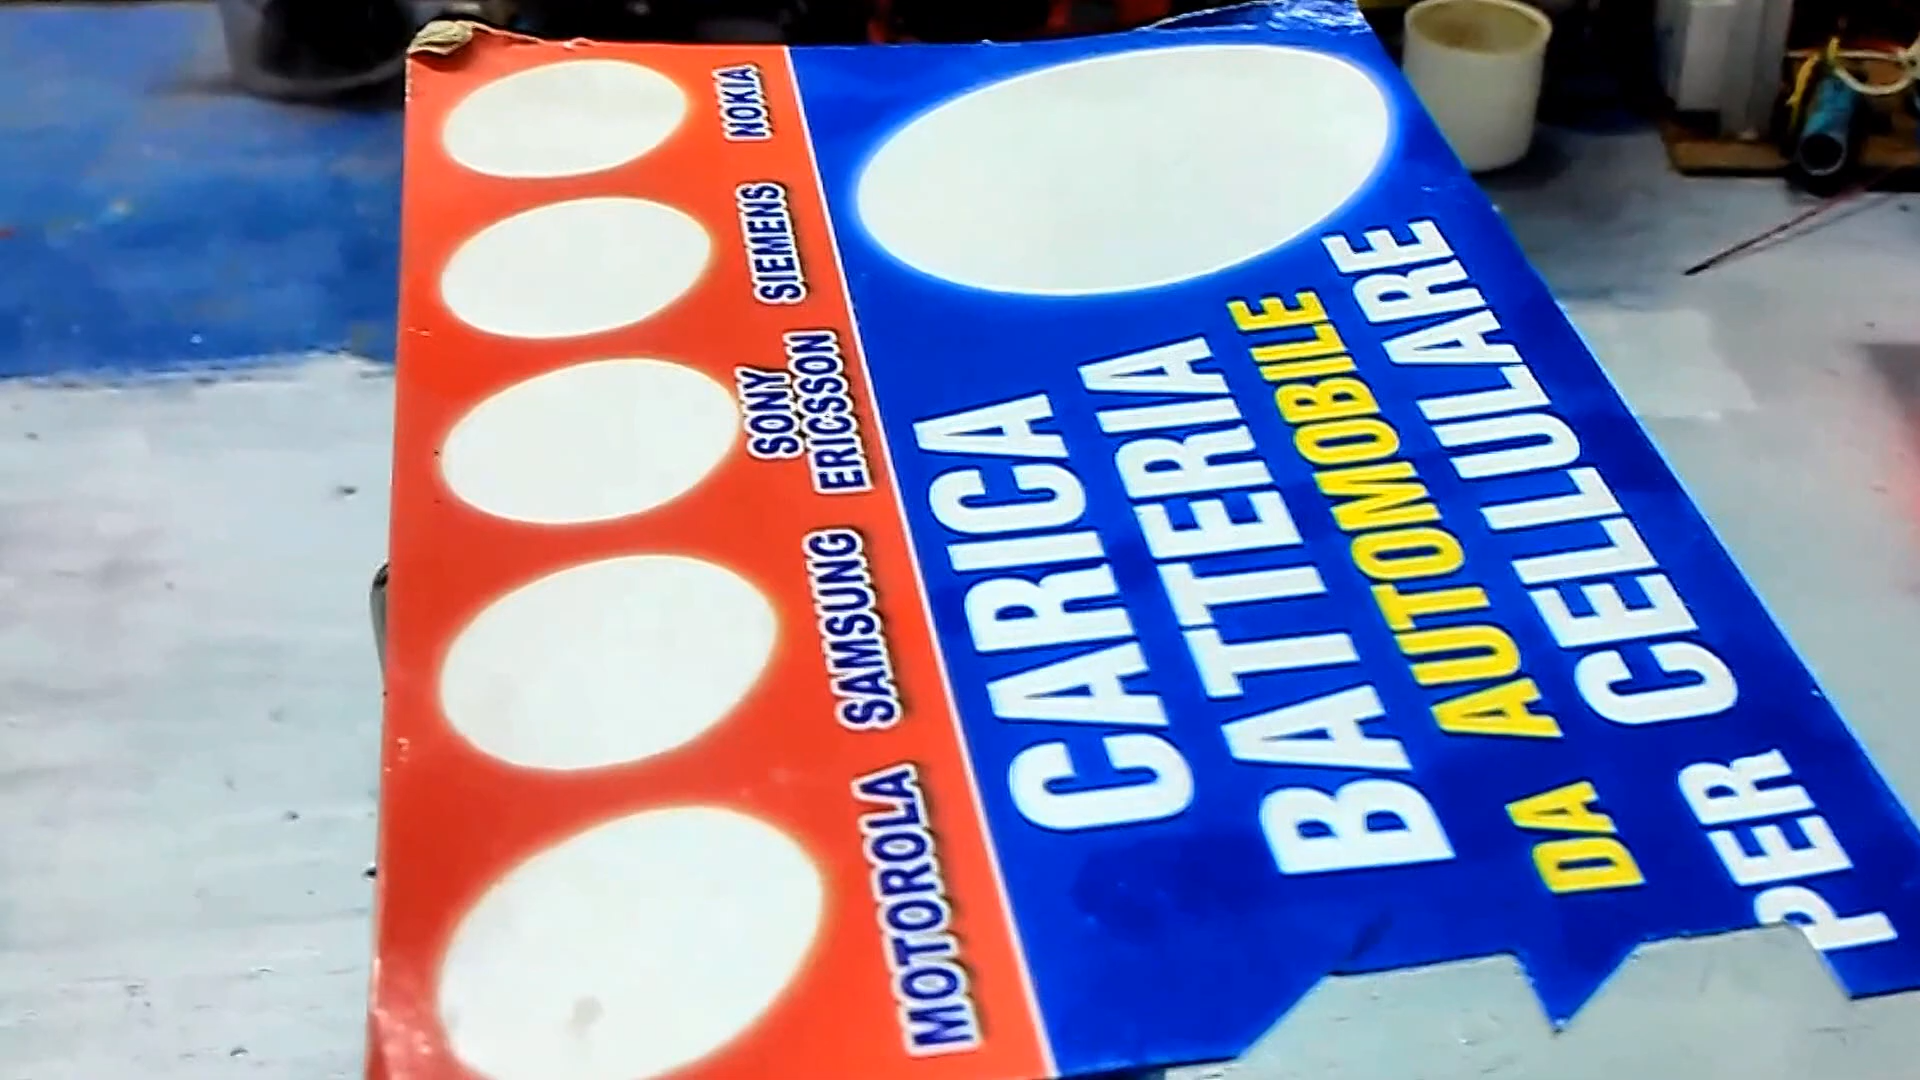 CARICA
BATTERIA
DA AUTOMOBILE
PER CELLULARE
MOTOROLA
SAMSUNG
SONY
ERICSSON
SIEMENS
NOKIA